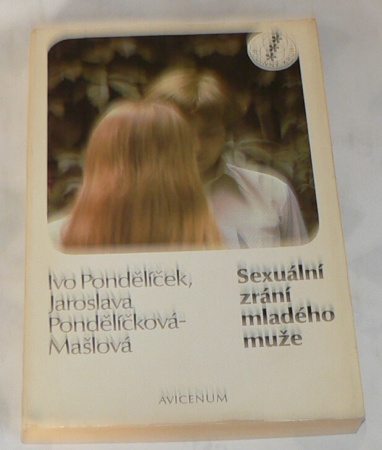 Ivo Pondělíček,
Jaroslava
Pondělíčková-
Mašlová
Sexuální
zrání
mladého
muže
AVICENUM